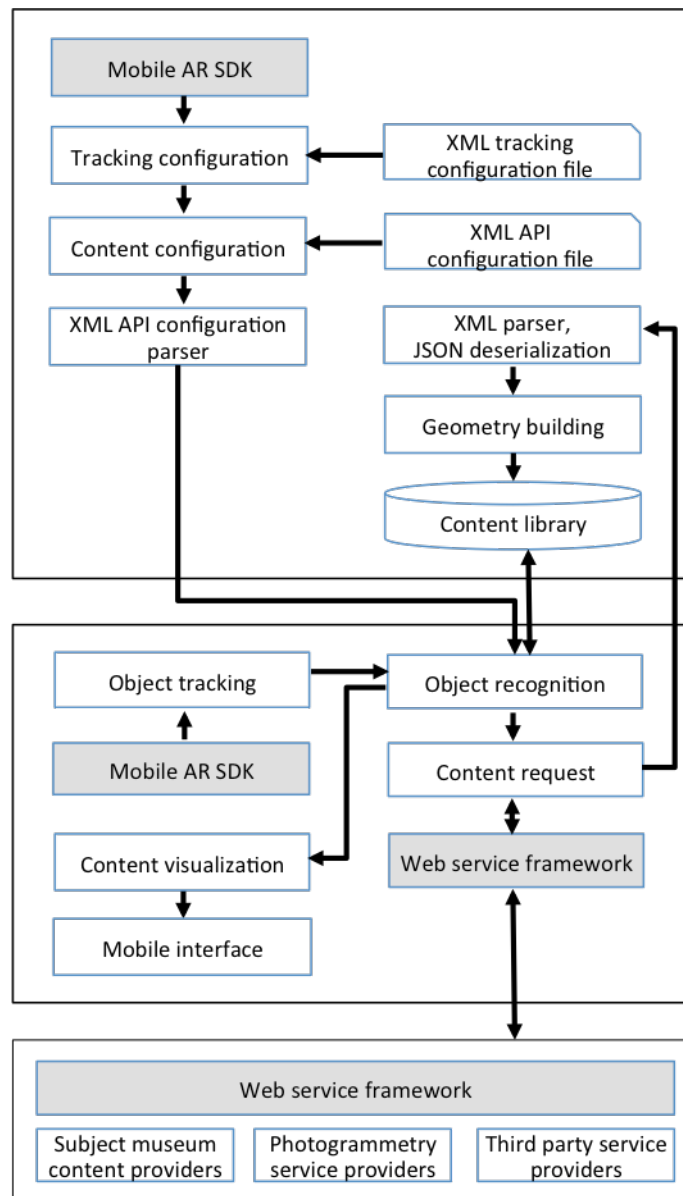 Mobile AR SDK
Tracking configuration
XML tracking
configuration file
Content configuration
XML API
configuration file
XML API configuration
parser
XML parser,
JSON deserialization
Geometry building
Content library
Object tracking
Object recognition
Mobile AR SDK
Content request
Content visualization
Web service framework
Mobile interface
Web service framework
Subject museum
content providers
Photogrammetry
service providers
Third party service
providers